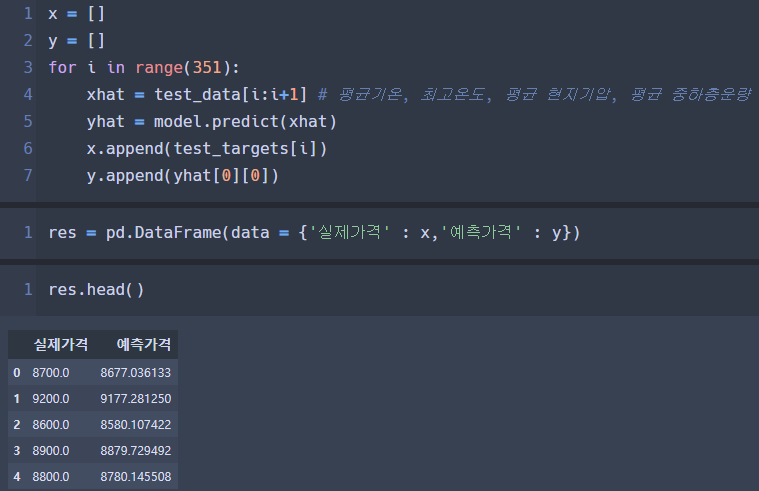 1 x = []
2 y = []
3 for i in range(351):
4 xhat = test_data[i:i+1] # 평균기온, 최고온도, 평균 현지기압, 평균 중하층운량
5 yhat = model.predict(xhat)
6 x.append(test_targets[i])
7 y.append(yhat[0][0])
1 res = pd.DataFrame(data = {'실제가격' : x,'예측가격' : y})
1 res.head()
실제가격 예측가격
0 8700.0 8677.036133
1 9200.0 9177.281250
2 8600.0 8580.107422
3 8900.0 8879.729492
4 8800.0 8780.145508